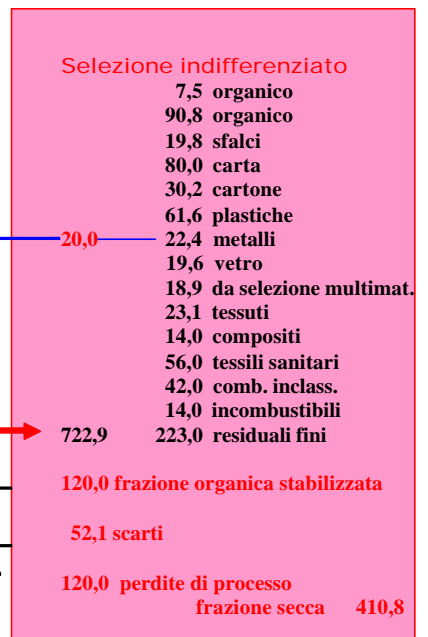 Selezione indifferenziato
7,5 organico
90,8 organico
19,8 sfalci
80,0 carta
30,2 cartone
61,6 plastiche
20,0 22,4 metalli
19,6 vetro
18,9 da selezione multimat.
23,1 tessuti
14,0 compositi
56,0 tessili sanitari
42,0 comb. inclass.
14,0 incombustibili
722,9 223,0 residuali fini
120,0 frazione organica stabilizzata
52,1 scarti
120,0 perdite di processo
frazione secca 410,8